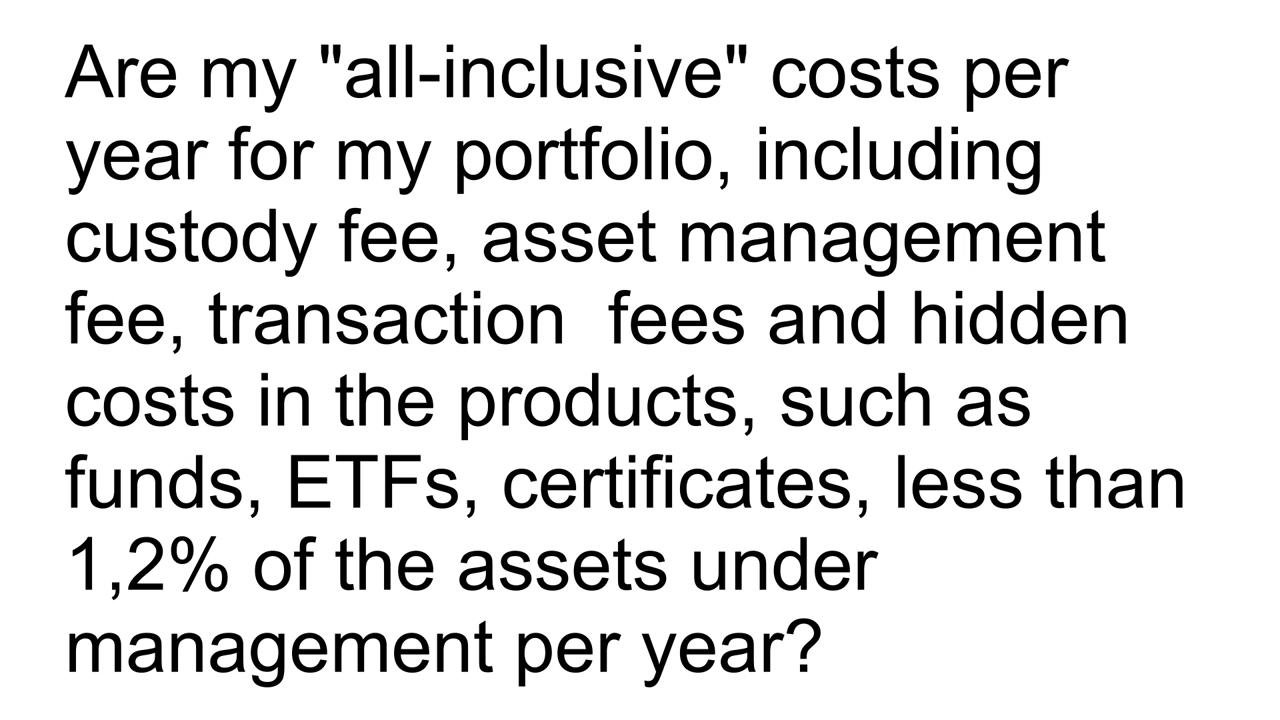 Are my "all-inclusive" costs per
year for my portfolio, including
custody fee, asset management
fee, transaction  fees and hidden
costs in the products, such as
funds, ETFs, certificates, less than
1,2% of the assets under
management per year?